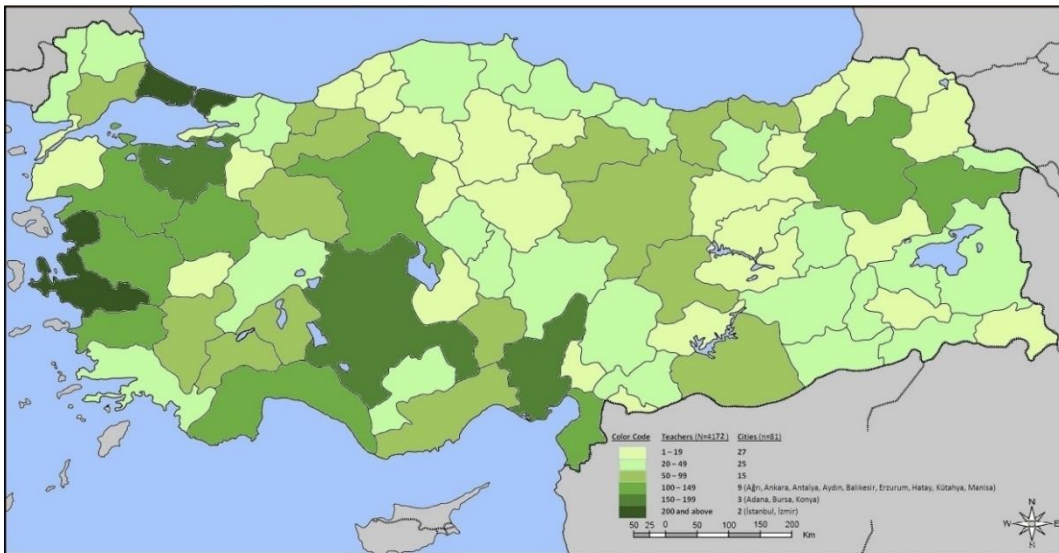 Color Code Teachers (N=4172) Cities (n=81)
1 – 19 27
20 – 49 25
50 – 99 15
100 – 149 9 (Ağrı, Ankara, Antalya, Aydın, Balıkesir, Erzurum, Hatay, Kütahya, Manisa)
150 – 199 3 (Adana, Bursa, Konya)
200 and above 2 (İstanbul, İzmir)
50 25 0 50 100 150 200
Km
N
W E
S